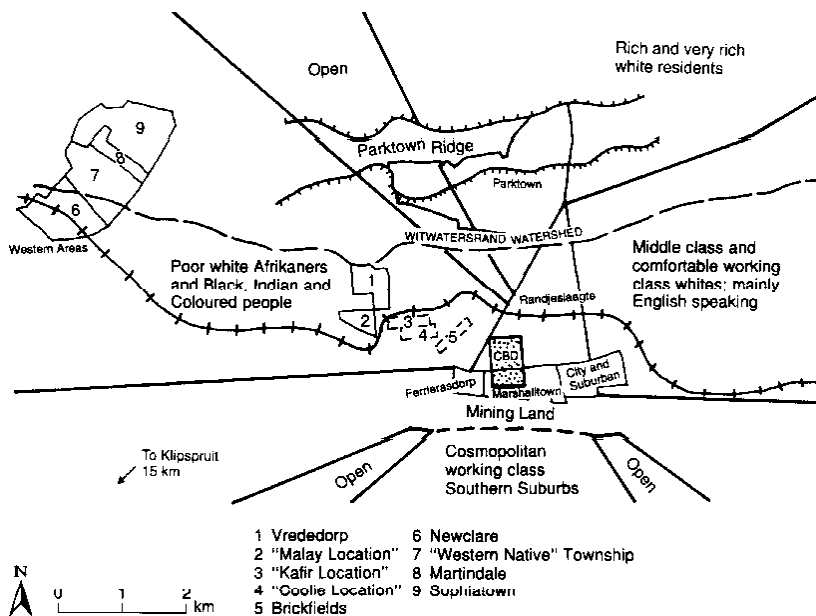 Open
Rich and very rich
white residents
9
8
7
6
Western Areas
Parktown Ridge
Parktown
WITWATERSRAND WATERSHED
Poor white Afrikaners
and Black, Indian and
Coloured people
1
2
3
4
5
Middle class and
comfortable working
class whites; mainly
English speaking
Randjeslaagte
CBD
Ferrierasdorp
Marshalltown
City and
Suburban
Mining Land
To Klipspruit
15 km
Open
Cosmopolitan
working class
Southern Suburbs
Open
1 Vrededorp
2 "Malay Location"
3 "Kafir Location"
4 "Coolie Location"
5 Brickfields
6 Newclare
7 "Western Native" Township
8 Martindale
9 Sophiatown
N
0 1 2
km